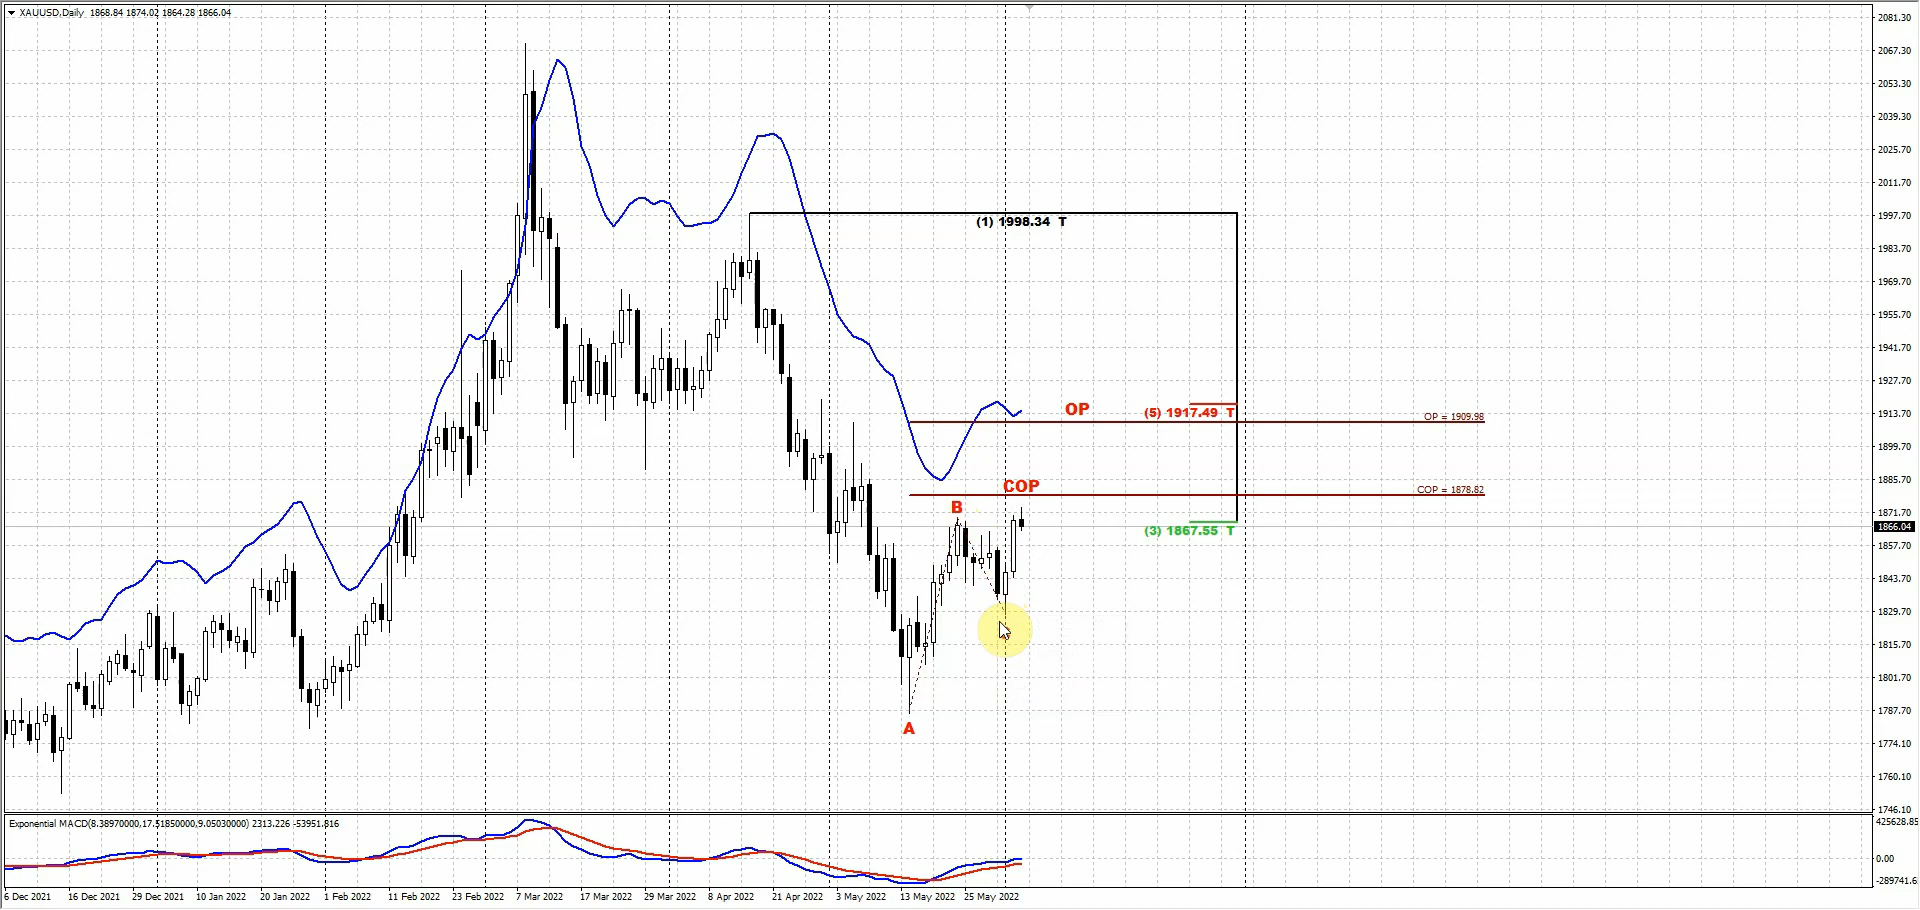 XAUUSD,Daily 1868.84 1874.02 1864.28 1866.04
2081.30
2067.30
2053.30
2039.30
2025.70
2011.70
1997.70
1983.70
1969.70
1955.70
1941.70
1927.70
1913.70
1899.70
1885.70
1871.70
1866.04
1857.70
1843.70
1829.70
1815.70
1801.70
1787.70
1774.10
1760.10
1746.10
(1) 1998.34 T
OP
(5) 1917.49 T
OP = 1909.98
COP
COP = 1878.82
B
(3) 1867.55 T
A
Exponential MACD(8.38970000,17.51850000,9.05030000) 2313.226 -53951.816
425628.85
0.00
-289741.6
6 Dec 2021 16 Dec 2021 29 Dec 2021 10 Jan 2022 20 Jan 2022 1 Feb 2022 11 Feb 2022 23 Feb 2022 7 Mar 2022 17 Mar 2022 29 Mar 2022 8 Apr 2022 21 Apr 2022 3 May 2022 13 May 2022 25 May 2022